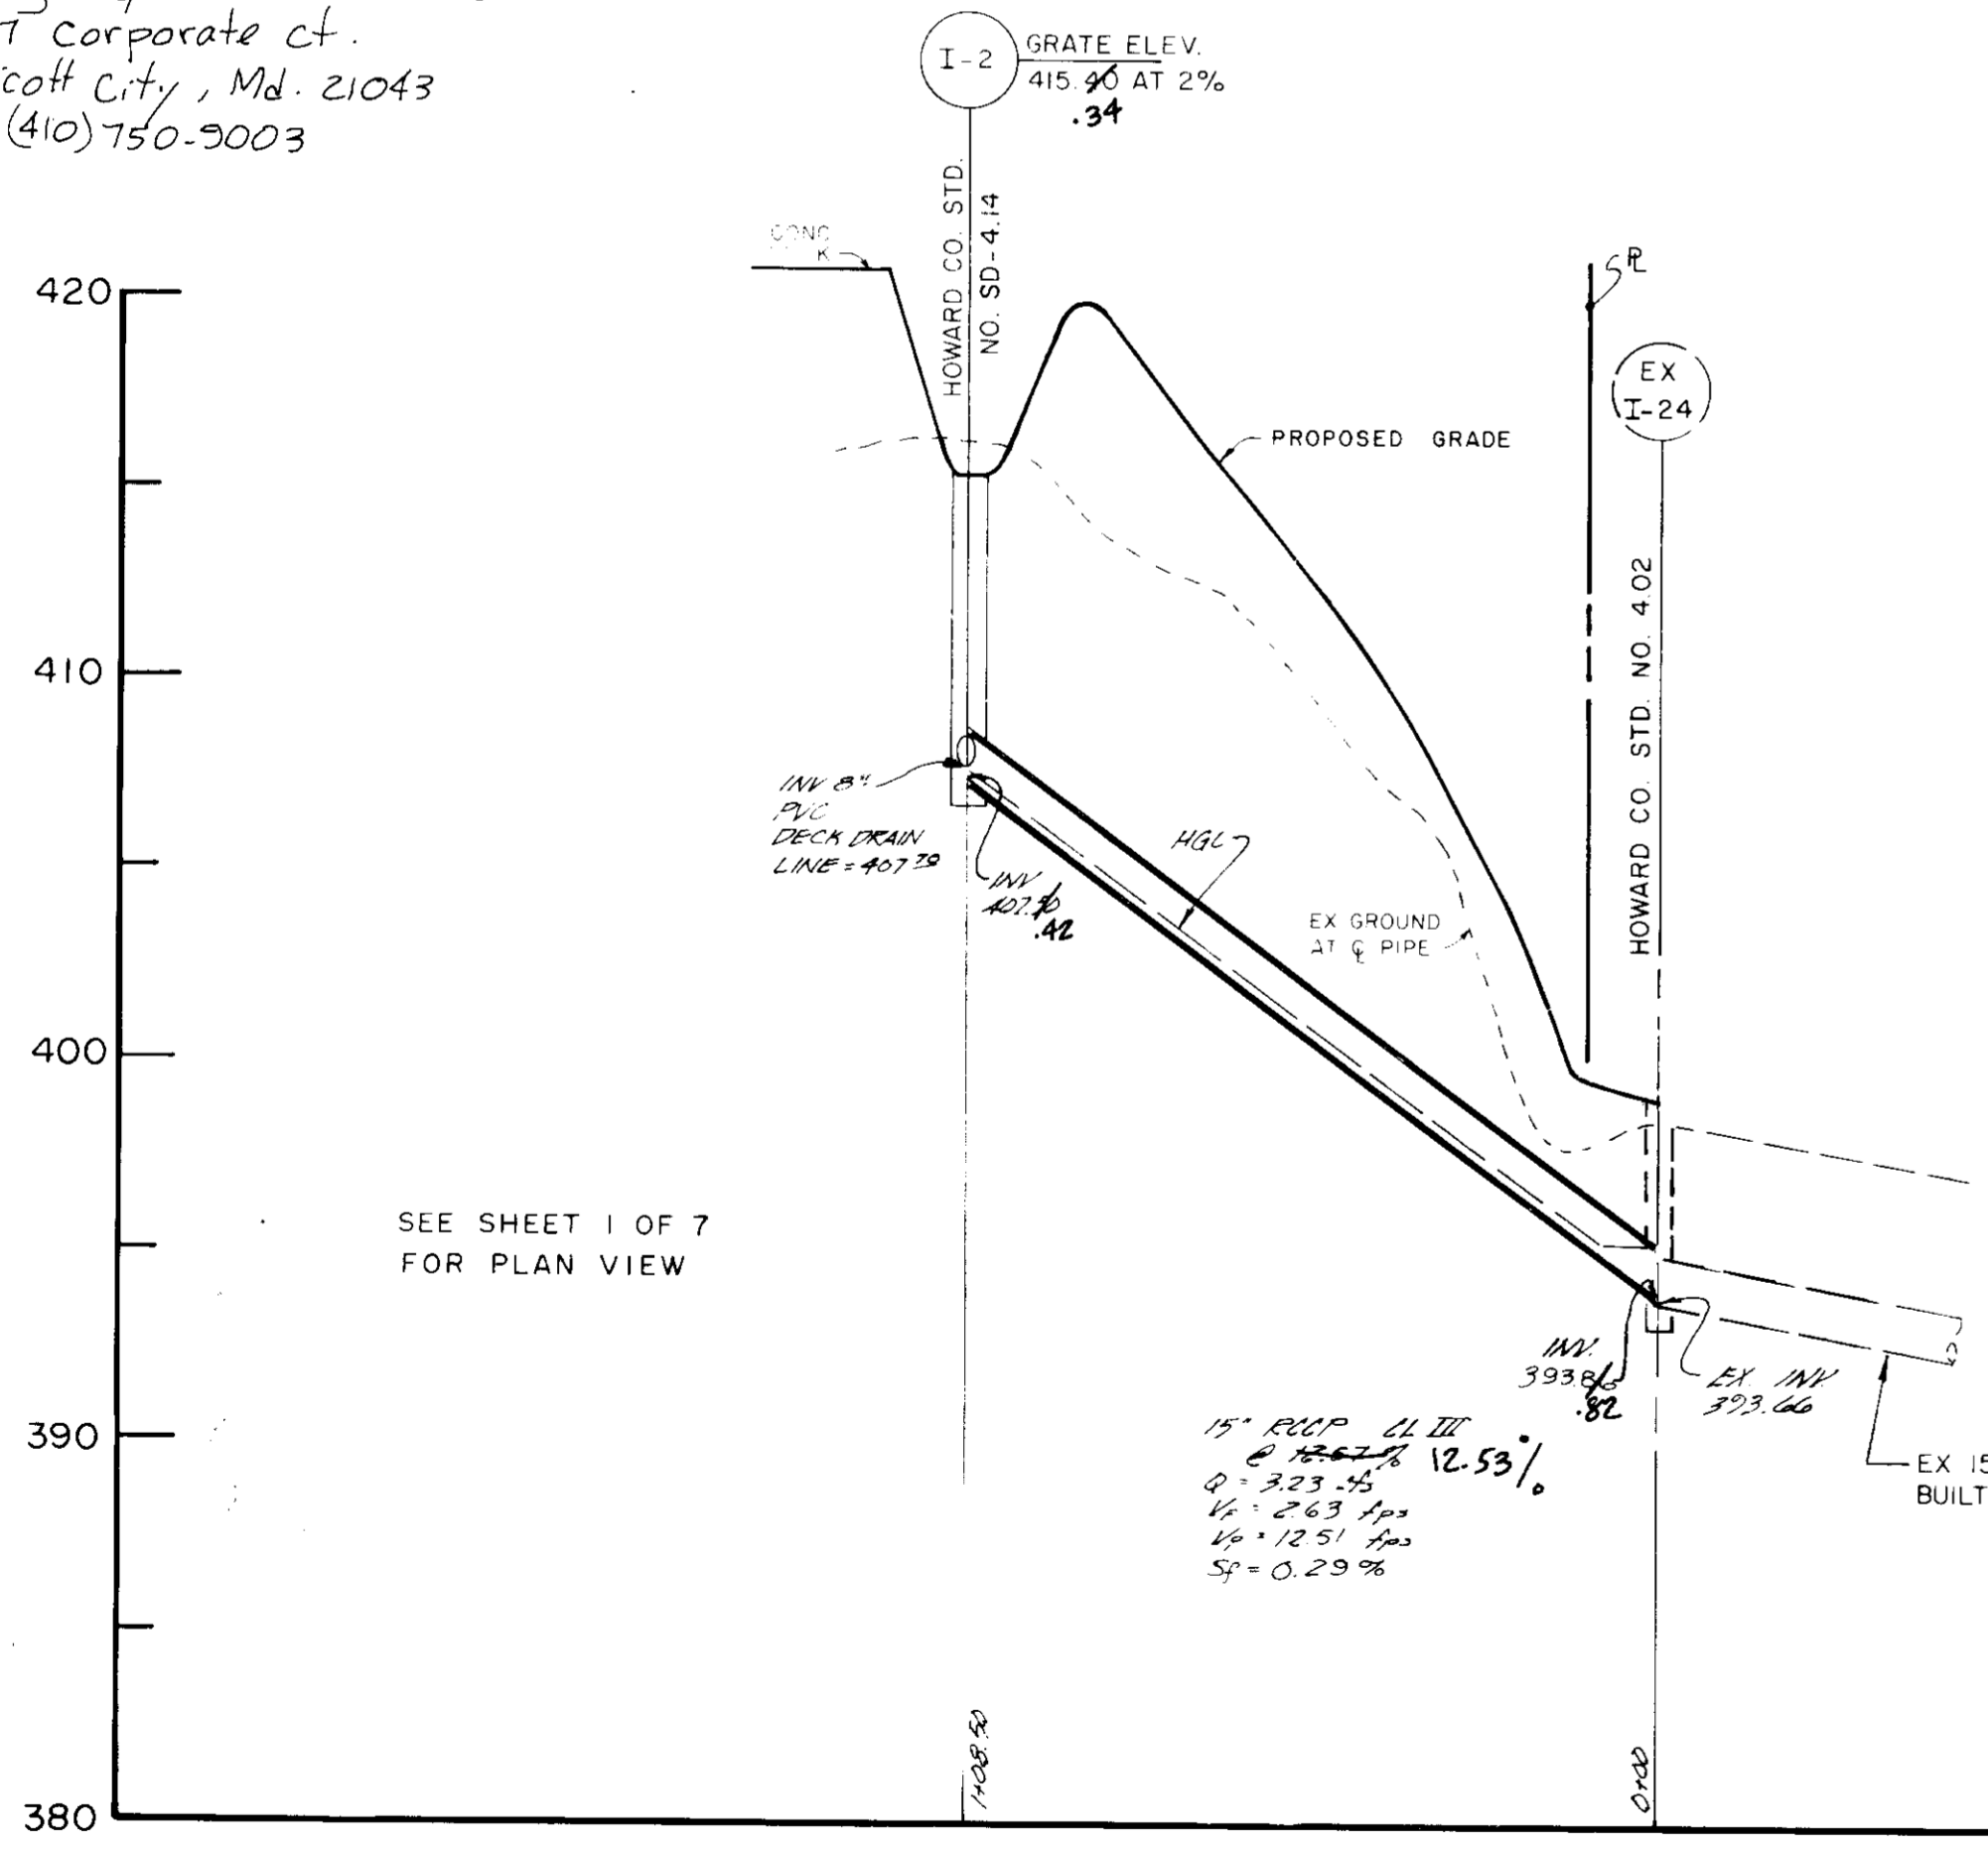 7 Corporate ct.
cott City, Md. 21043
(410) 750-9003
I-2
GRATE ELEV.
415.90 AT 2%
.34
HOWARD CO. STD.
NO. SD-4.14
CONC
K
420
410
400
390
380
PROPOSED GRADE
EX
I-24
HOWARD CO. STD. NO. 4.02
INV 8"
PVC
DECK DRAIN
LINE = 407.79
INV
407.
.42
HGL
EX GROUND
AT ℄ PIPE
SEE SHEET 1 OF 7
FOR PLAN VIEW
INV.
393.86
.82
EX. INV.
393.66
15" RCCP CL III
@ 12.53%
Q = 3.23 cfs
VF = 2.63 fps
Vp = 12.51 fps
Sf = 0.29 %
EX 15
BUILT
1+08.50
0+00